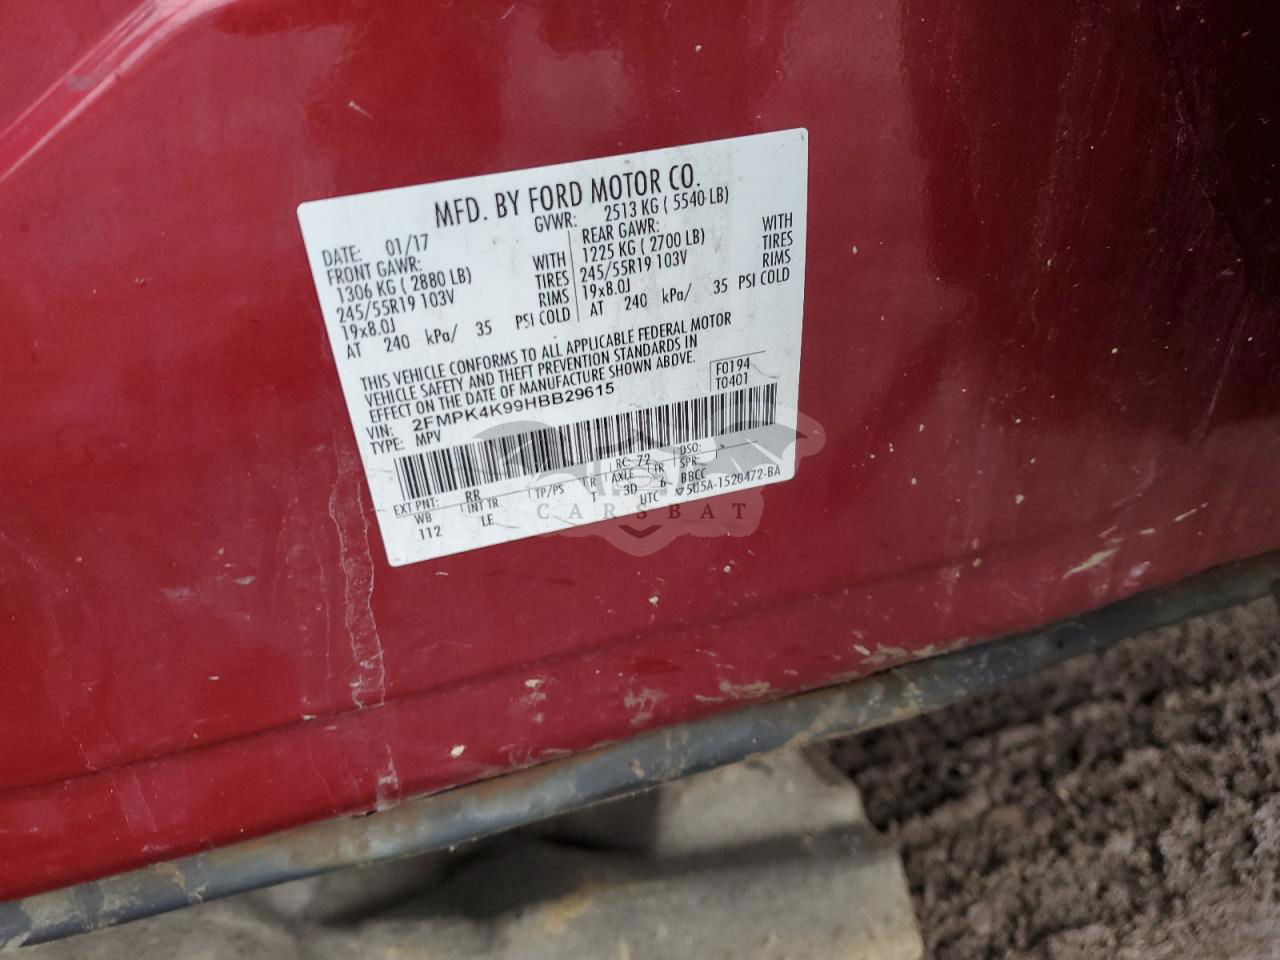 MFD. BY FORD MOTOR CO.
DATE: 01/17 GVWR: 2513 KG ( 5540 LB)
FRONT GAWR: REAR GAWR:
1306 KG ( 2880 LB) WITH 1225 KG ( 2700 LB) WITH
245/55R19 103V TIRES 245/55R19 103V TIRES
19x8.0J RIMS 19x8.0J RIMS
AT 240 kPa/ 35 PSI COLD AT 240 kPa/ 35 PSI COLD
THIS VEHICLE CONFORMS TO ALL APPLICABLE FEDERAL MOTOR
VEHICLE SAFETY AND THEFT PREVENTION STANDARDS IN
EFFECT ON THE DATE OF MANUFACTURE SHOWN ABOVE.
VIN: 2FMPK4K99HBB29615 F0194
TYPE: MPV T0401
EXT PNT: RR RC: 72 DSO:
WB INT TR TP/PS R AXLE TR SPR
112 LE T 3D 6 BBCC
UTC 5U5A-1520472-BA
CARSBAT